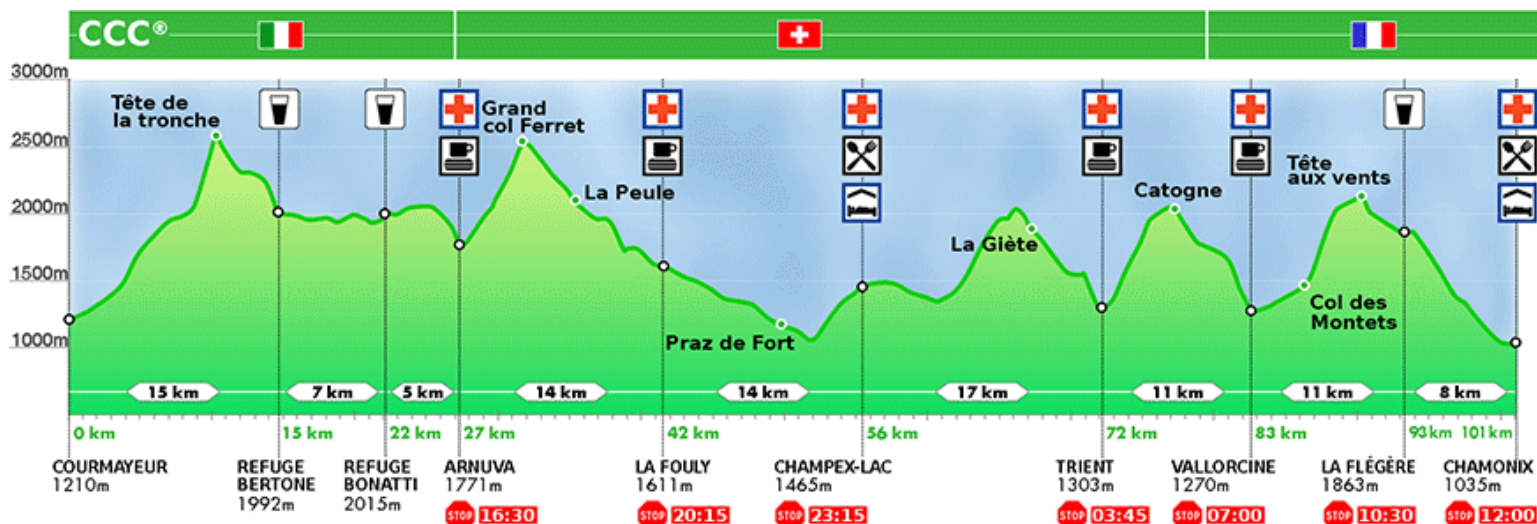 CCC®
3000m
2500m
2000m
1500m
1000m
Tête de
la tronche
Grand
col Ferret
La Peule
Praz de Fort
La Giète
Catogne
Tête
aux vents
Col des
Montets
15 km
7 km
5 km
14 km
14 km
17 km
11 km
11 km
8 km
0 km
15 km
22 km
27 km
42 km
56 km
72 km
83 km
93 km
101 km
COURMAYEUR
1210m
REFUGE
BERTONE
1992m
REFUGE
BONATTI
2015m
ARNUVA
1771m
STOP 16:30
LA FOULY
1611m
STOP 20:15
CHAMPEX-LAC
1465m
STOP 23:15
TRIENT
1303m
STOP 03:45
VALLORCINE
1270m
STOP 07:00
LA FLÉGÈRE
1863m
STOP 10:30
CHAMONIX
1035m
STOP 12:00